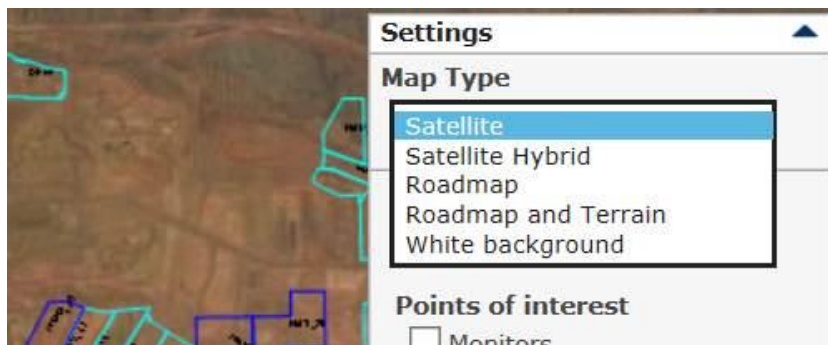 Settings
Map Type
Satellite
Satellite Hybrid
Roadmap
Roadmap and Terrain
White background
Points of interest
Monitors